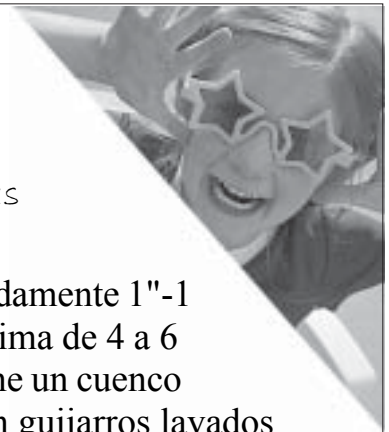 s
damente 1"-1
ima de 4 a 6
ne un cuenco
n guijarros lavados